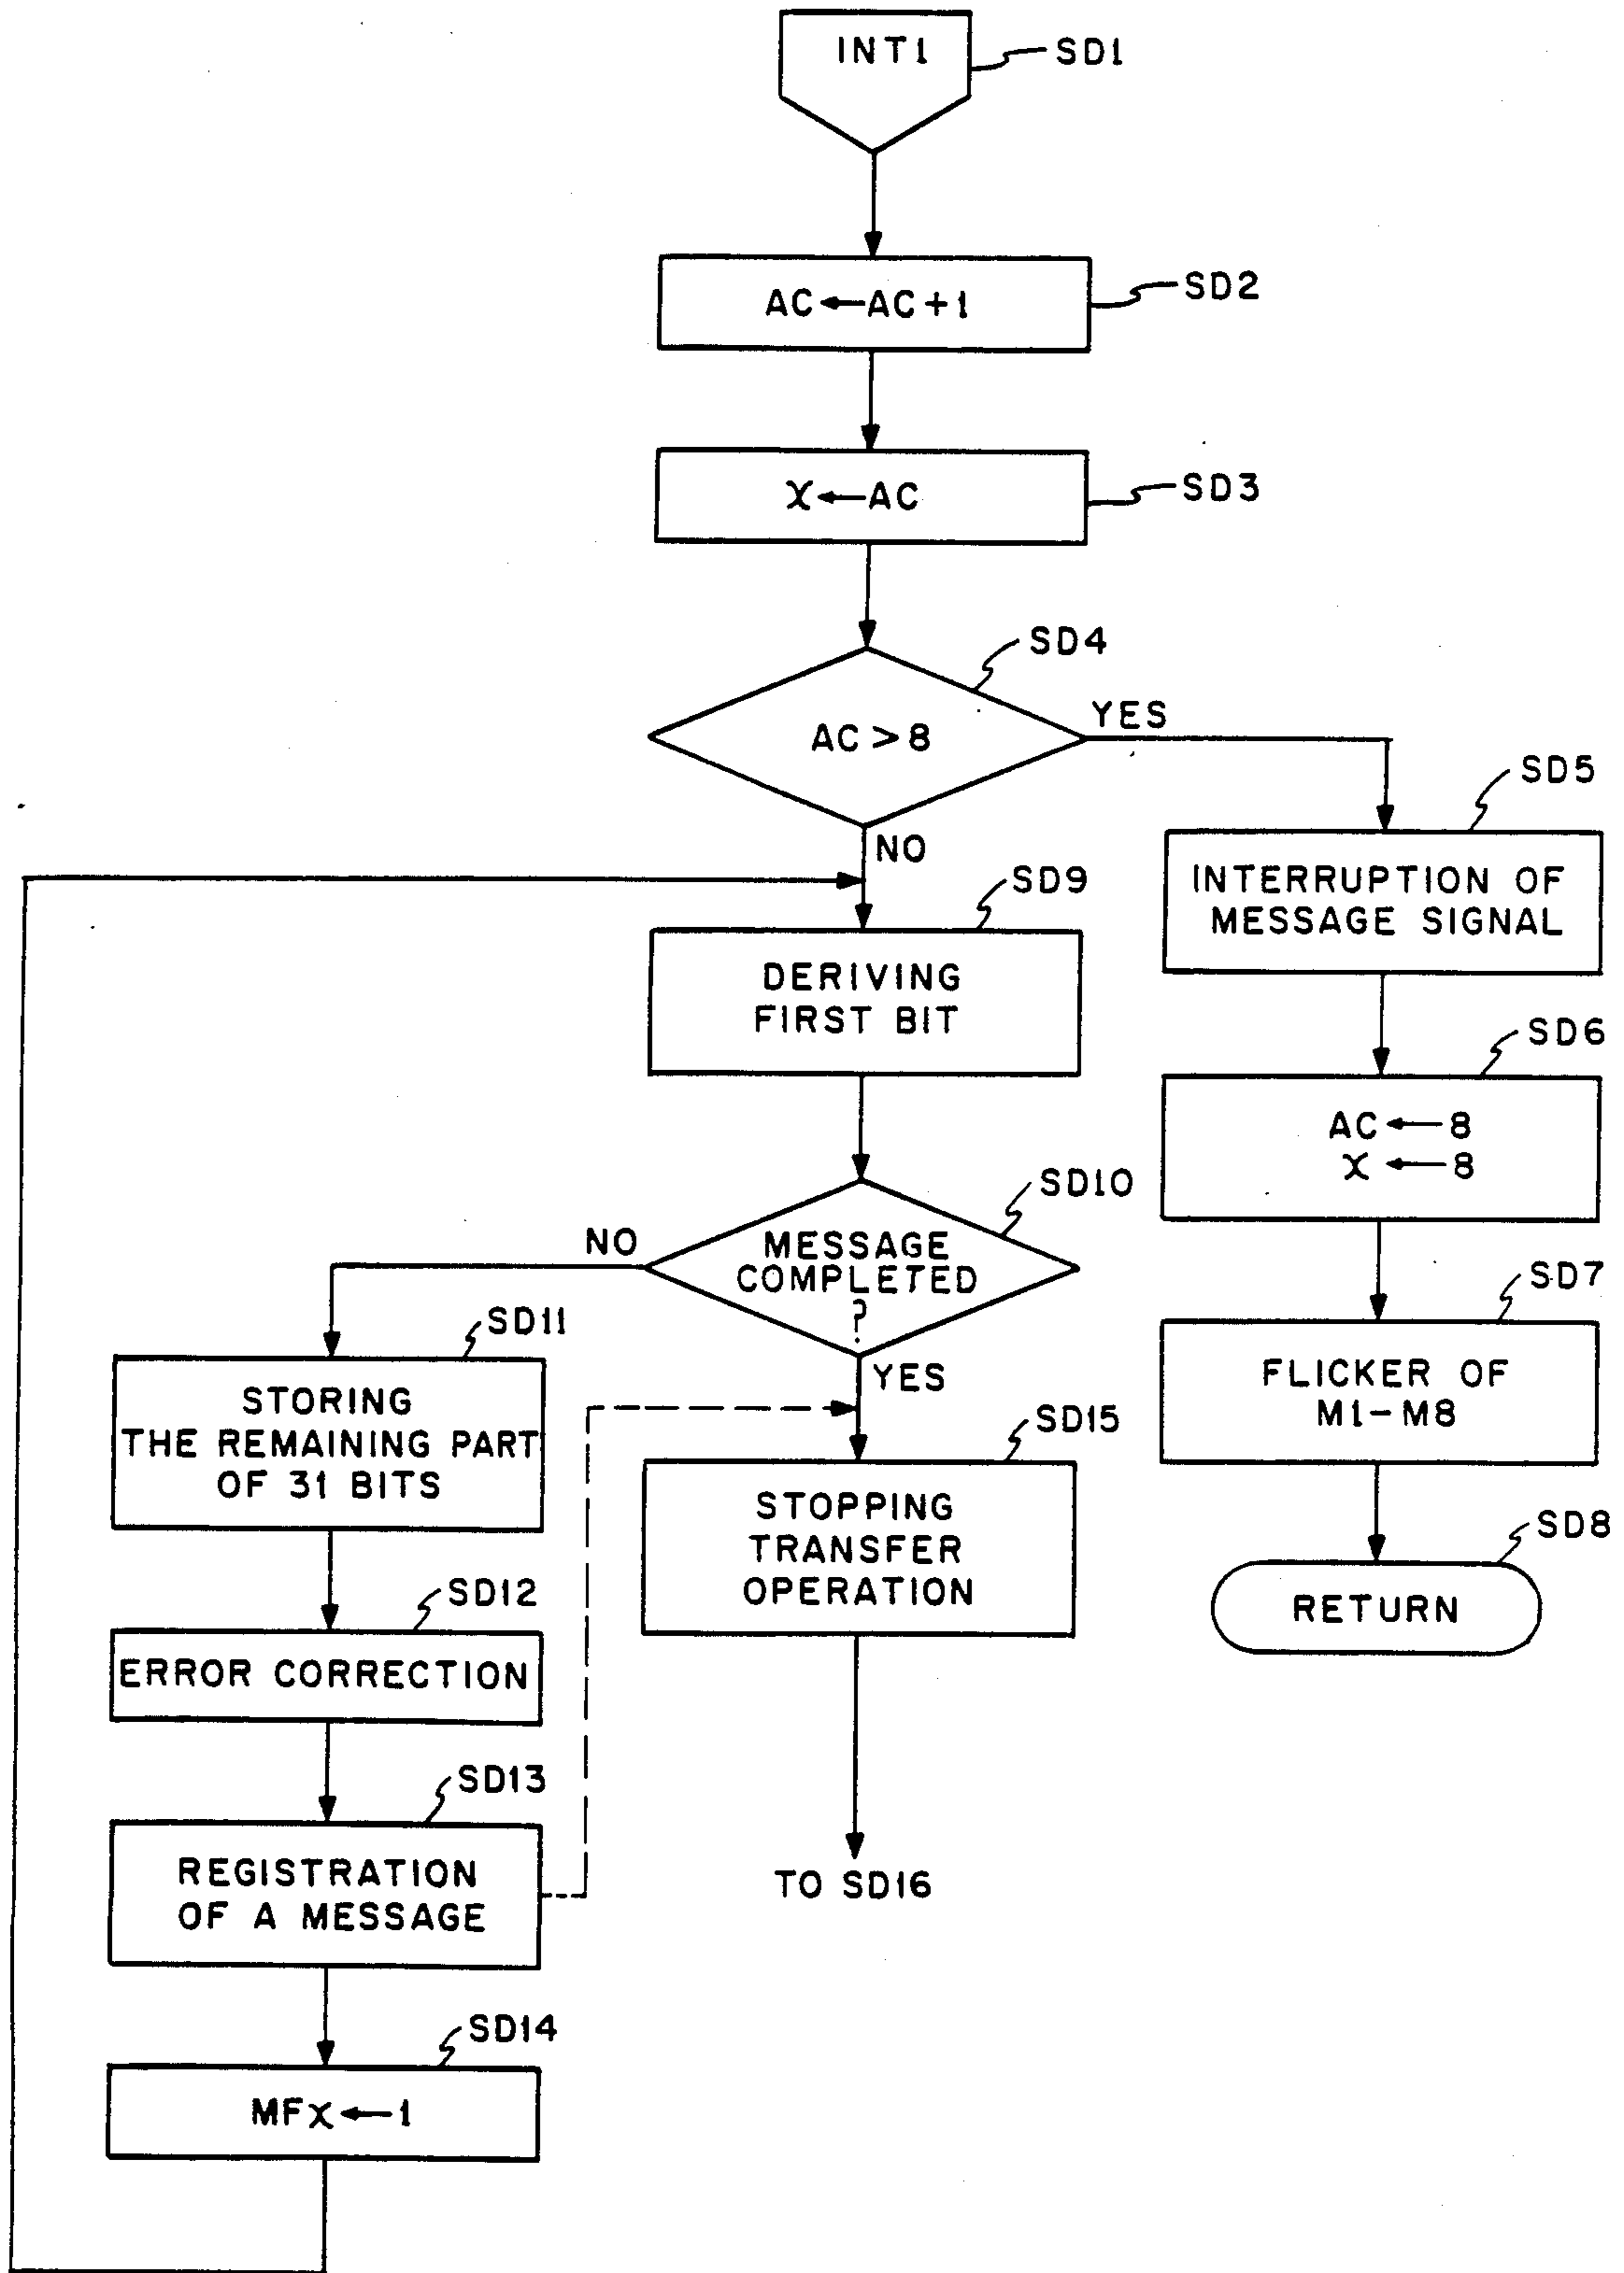 INT1
SD1
AC←AC+1
SD2
X←AC
SD3
SD4
AC>8
YES
NO
SD5
INTERRUPTION OF
MESSAGE SIGNAL
SD9
DERIVING
FIRST BIT
SD6
AC←8
X←8
SD10
MESSAGE
COMPLETED
?
NO
YES
SD7
FLICKER OF
M1-M8
SD11
STORING
THE REMAINING PART
OF 31 BITS
SD15
STOPPING
TRANSFER
OPERATION
SD8
RETURN
SD12
ERROR CORRECTION
SD13
REGISTRATION
OF A MESSAGE
TO SD16
SD14
MFX←1